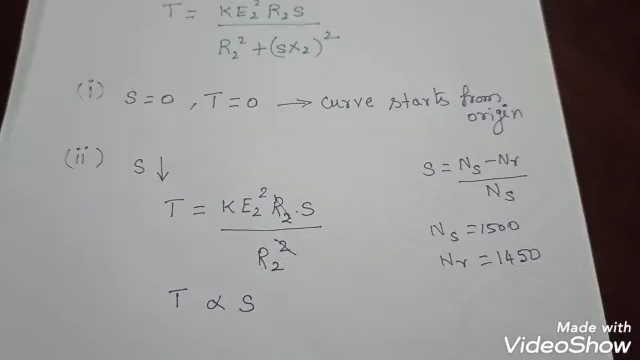 T = KE₂² R₂ S / R₂² + (SX₂)²
(i) S=0, T=0 → curve starts from origin
(ii) S↓
S = Ns - Nr / Ns
T = KE₂² R₂ . S / R₂²
Ns = 1500
Nr = 1450
T ∝ S
Made with
VideoShow